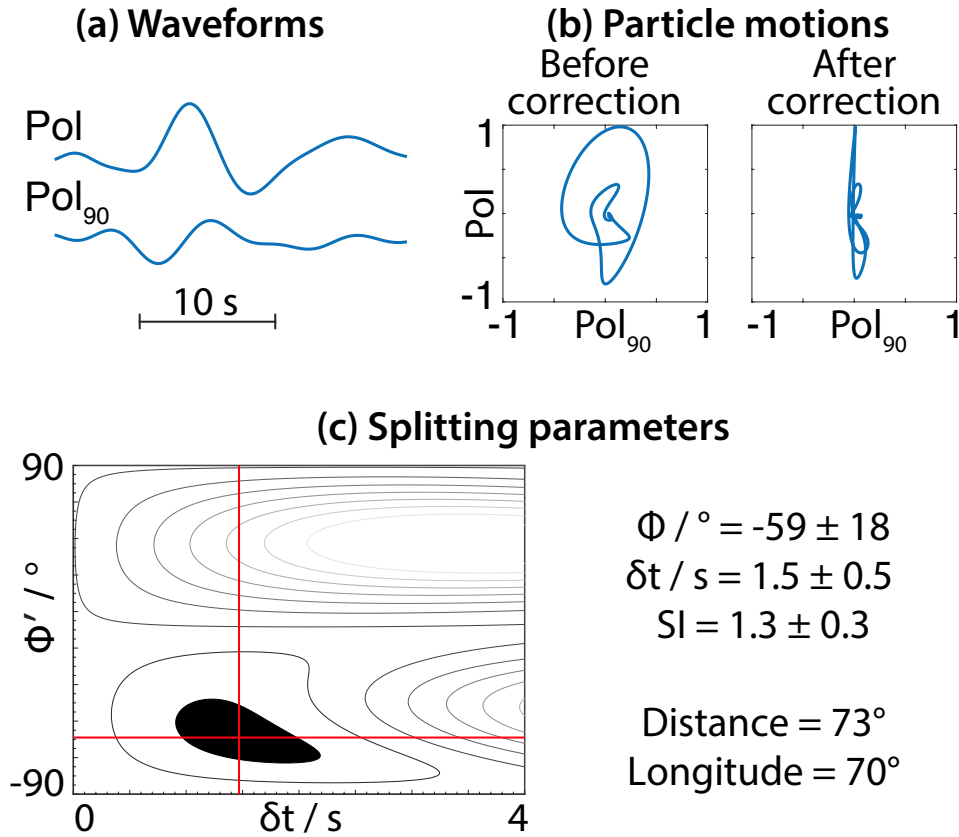 (a) Waveforms
Pol
Pol₉₀
10 s
(b) Particle motions
Before correction
After correction
1
Pol
-1
-1
Pol₉₀
1
-1
Pol₉₀
1
(c) Splitting parameters
90
Φ' / °
-90
0
δt / s
4
Φ / ° = -59 ± 18
δt / s = 1.5 ± 0.5
SI = 1.3 ± 0.3
Distance = 73°
Longitude = 70°